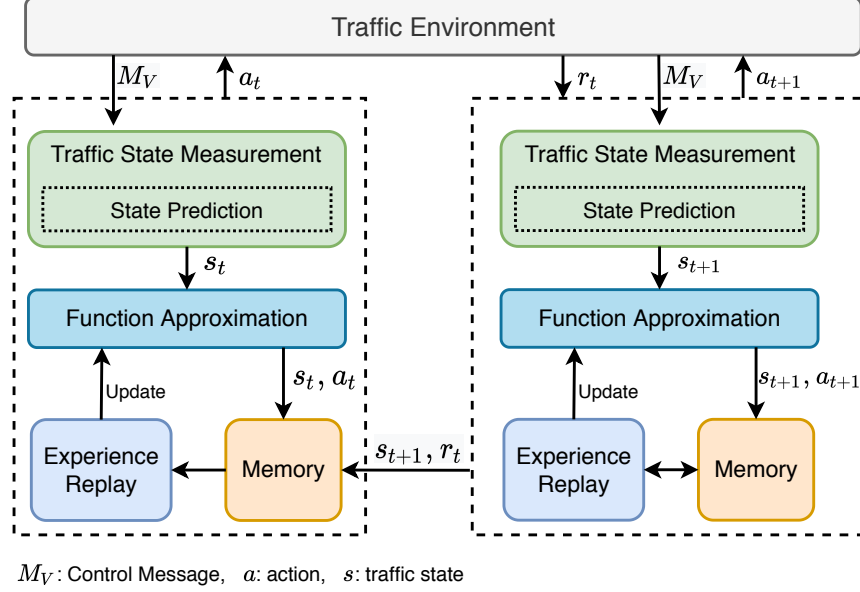 Traffic Environment
M_V a_t r_t M_V a_{t+1}
Traffic State Measurement
State Prediction
s_t
Function Approximation
s_t, a_t
Update
Experience
Replay
Memory
s_{t+1}, r_t
Traffic State Measurement
State Prediction
s_{t+1}
Function Approximation
s_{t+1}, a_{t+1}
Update
Experience
Replay
Memory
M_V: Control Message, a: action, s: traffic state